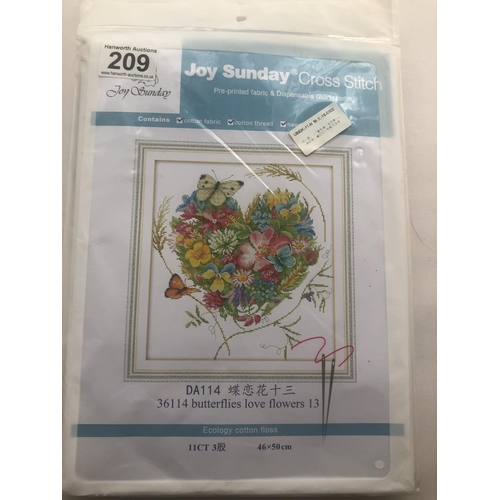 Hanworth Auctions
209
www.hanworth-auctions.co.uk
Joy Sunday
Joy Sunday® Cross Stitch
Pre-printed fabric & Disposable
Contains cotton fabric cotton thread
DA114 蝶恋花十三
36114 butterflies love flowers 13
Ecology cotton floss
11CT 3股 46×50cm